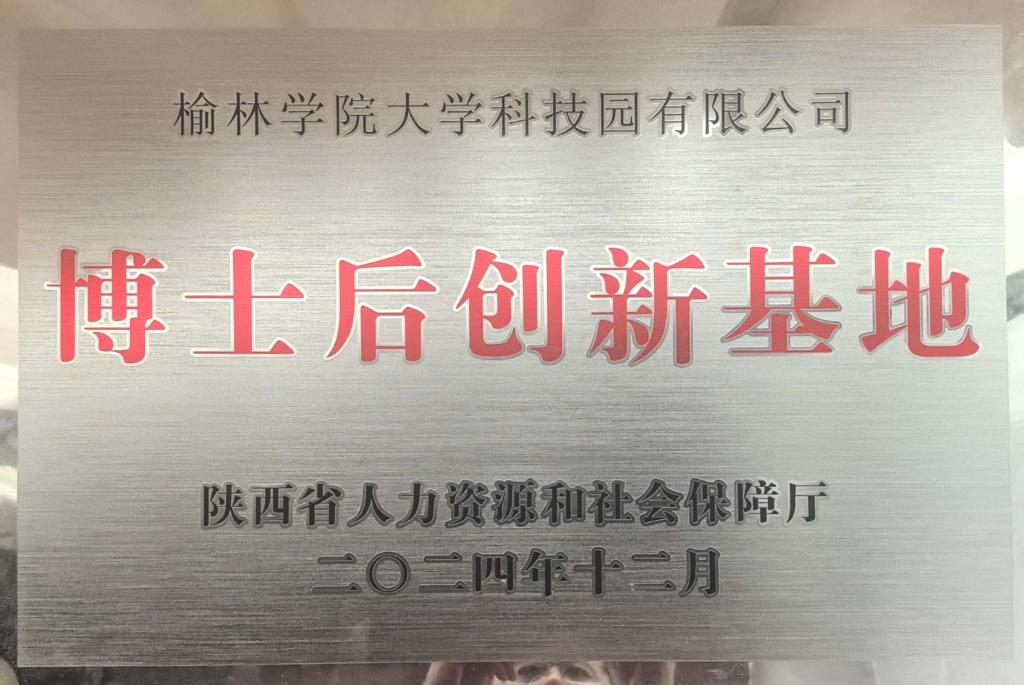 榆林学院大学科技园有限公司
博士后创新基地
陕西省人力资源和社会保障厅
二〇二四年十二月